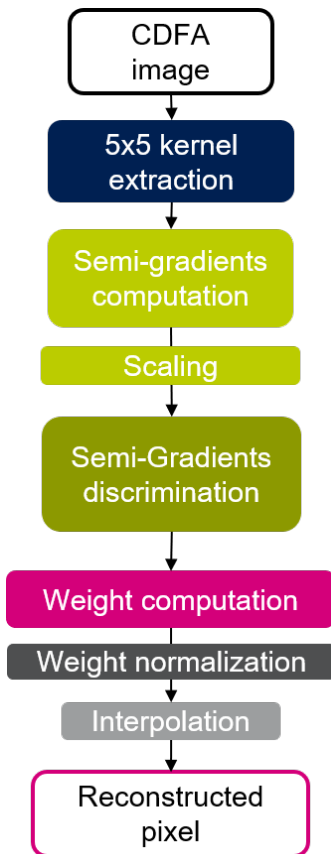 CDFA
image
5x5 kernel
extraction
Semi-gradients
computation
Scaling
Semi-Gradients
discrimination
Weight computation
Weight normalization
Interpolation
Reconstructed
pixel